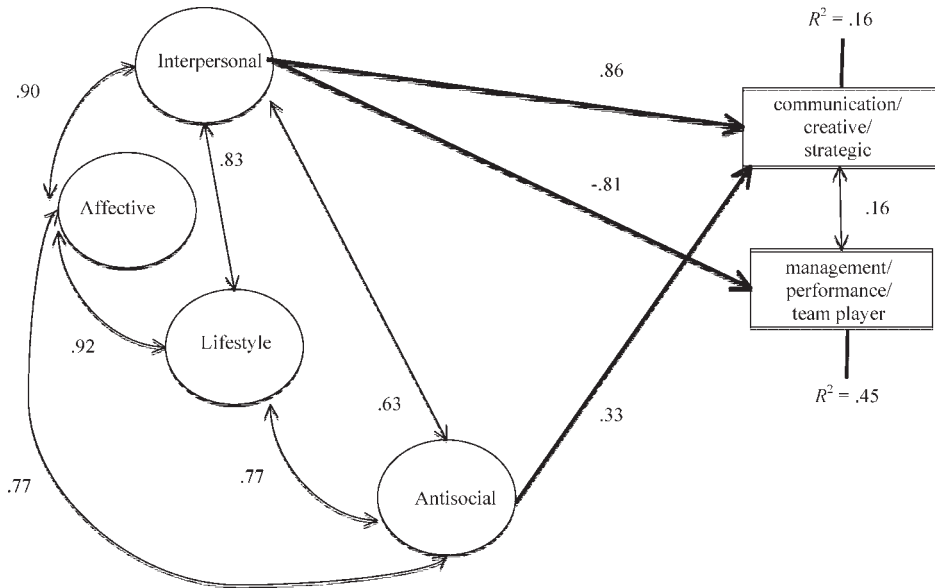 R² = .16
Interpersonal
.90
.86
communication/
creative/
strategic
.83
-.81
Affective
.16
management/
performance/
team player
Lifestyle
.92
.63
.33
R² = .45
.77
.77
Antisocial